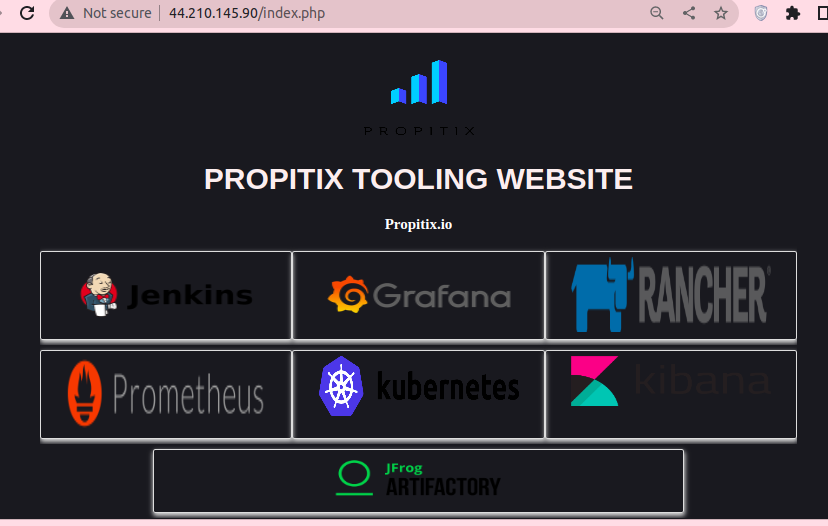 Not secure | 44.210.145.90/index.php
PROPITIX
PROPITIX TOOLING WEBSITE
Propitix.io
Jenkins
Grafana
RANCHER®
Prometheus
kubernetes
kibana
JFrog
ARTIFACTORY